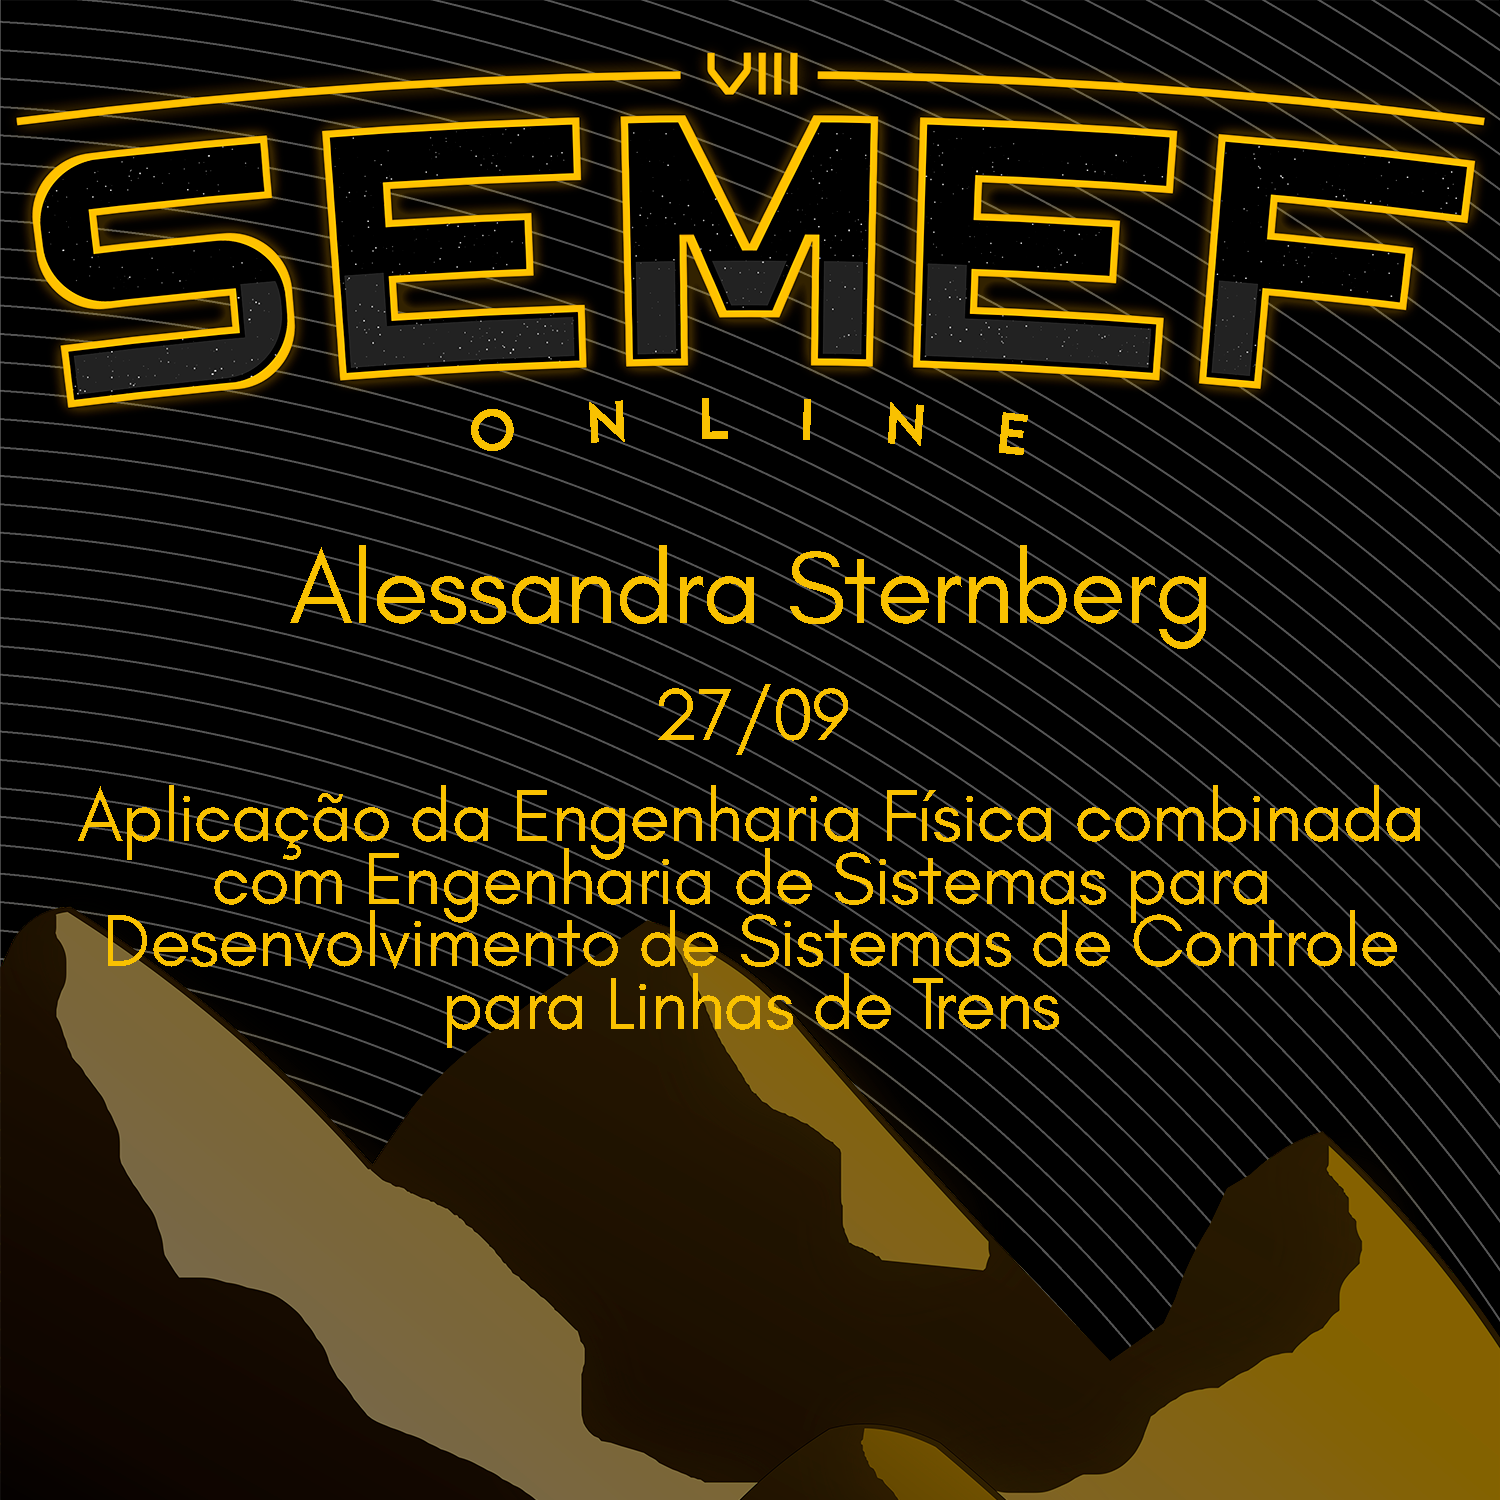 VIII
SEMEF
ONLINE
Alessandra Sternberg
27/09
Aplicação da Engenharia Física combinada
com Engenharia de Sistemas para
Desenvolvimento de Sistemas de Controle
para Linhas de Trens